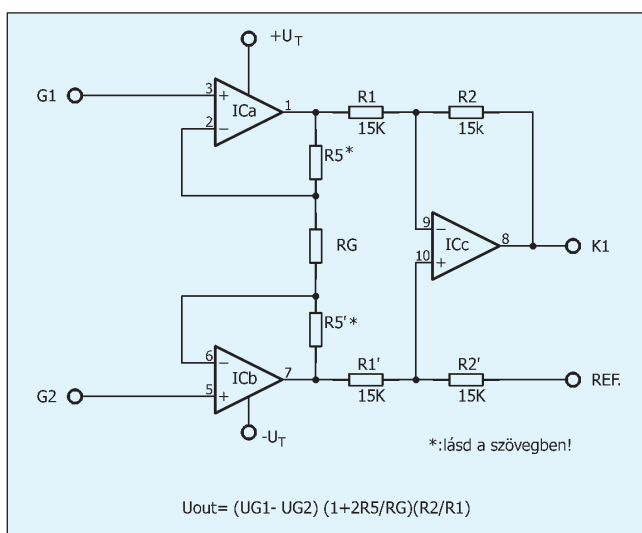 +UT
G1
3
+
ICa
1
2
−
R1
15K
R2
15k
R5*
RG
9
−
ICc
8
10
+
K1
R5'*
6
−
ICb
7
5
+
G2
R1'
15K
R2'
15K
REF.
-UT
*:lásd a szövegben!
Uout= (UG1- UG2) (1+2R5/RG)(R2/R1)